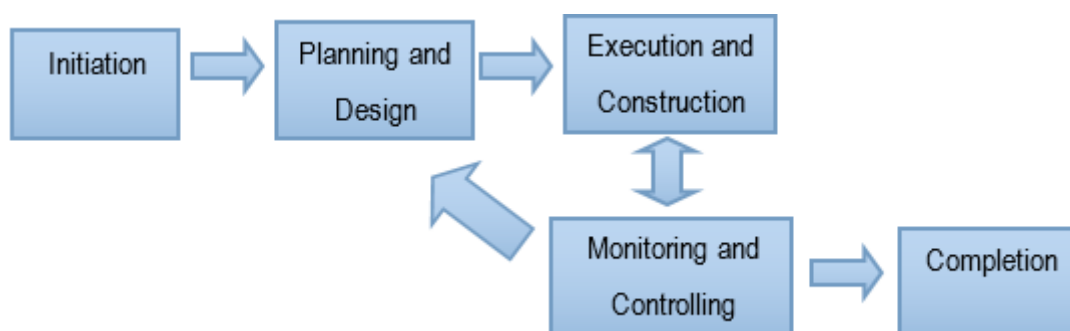 Initiation
Planning and
Design
Execution and
Construction
Monitoring and
Controlling
Completion